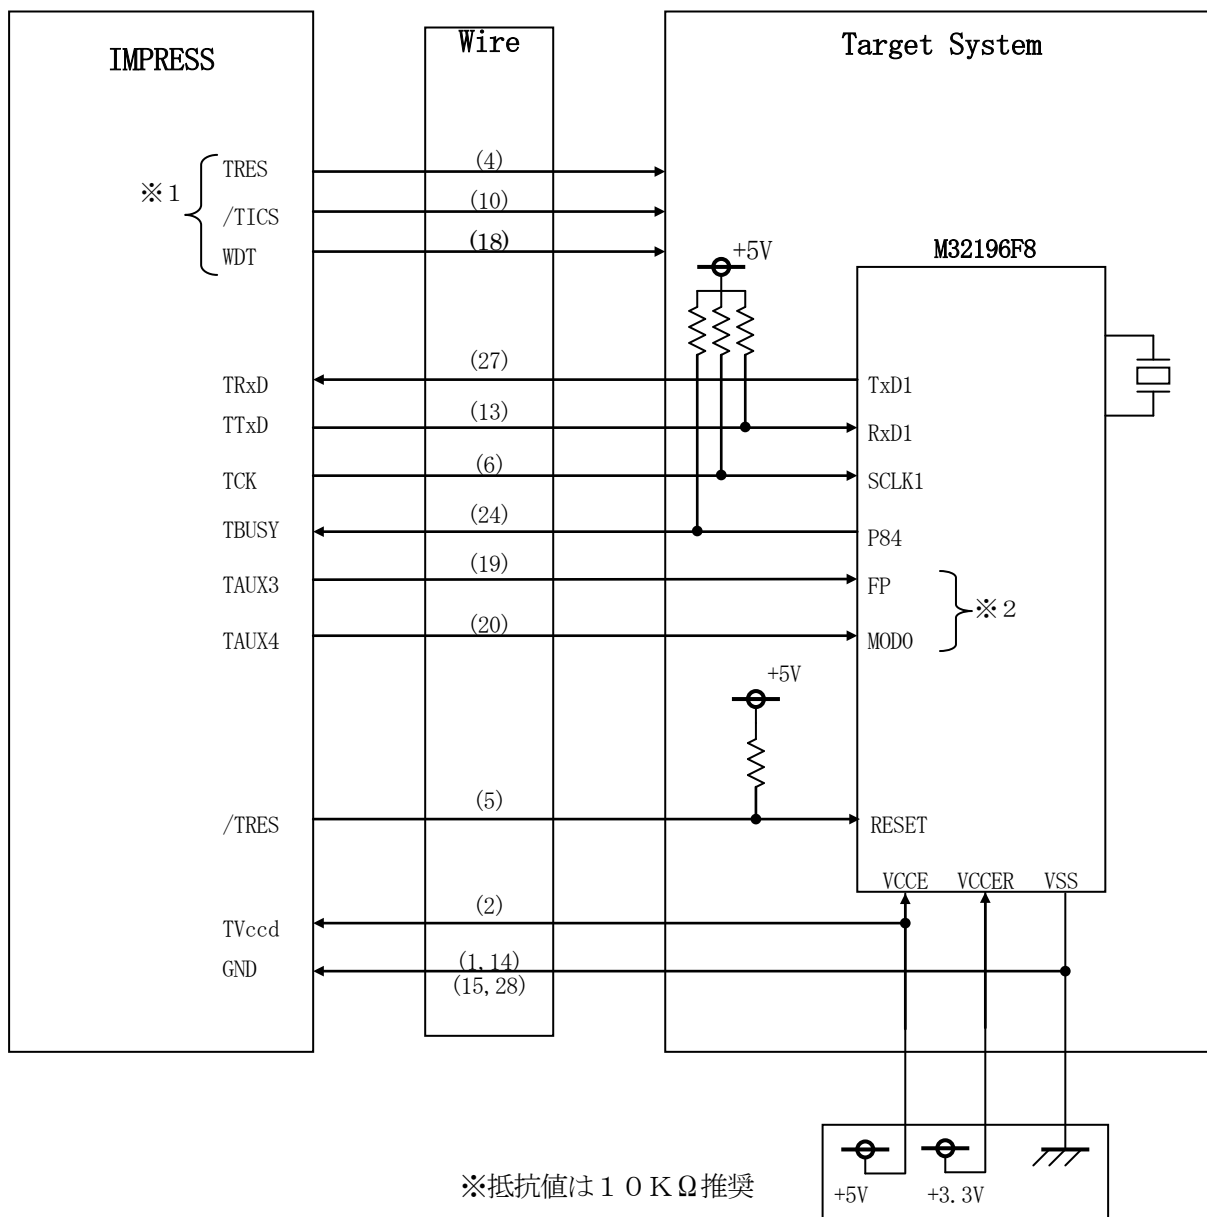 IMPRESS
Wire
Target System
※１
TRES
(4)
/TICS
(10)
WDT
(18)
+5V
M32196F8
TRxD
(27)
TxD1
TTxD
(13)
RxD1
TCK
(6)
SCLK1
TBUSY
(24)
P84
TAUX3
(19)
FP
※２
TAUX4
(20)
MOD0
+5V
/TRES
(5)
RESET
VCCE
VCCER
VSS
TVccd
(2)
GND
(1,14)
(15,28)
※抵抗値は１０ＫΩ推奨
+5V
+3.3V